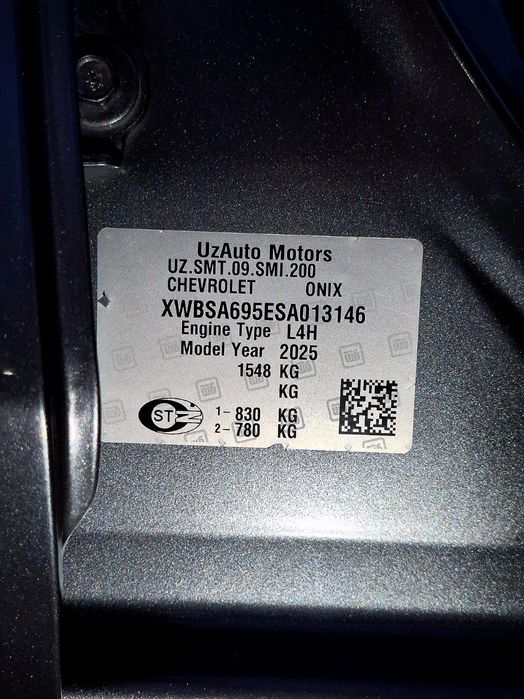 UzAuto Motors
UZ.SMT.09.SMI.200
CHEVROLET ONIX
XWBSA695ESA013146
Engine Type L4H
Model Year 2025
1548 KG
KG
1- 830 KG
2- 780 KG
ST